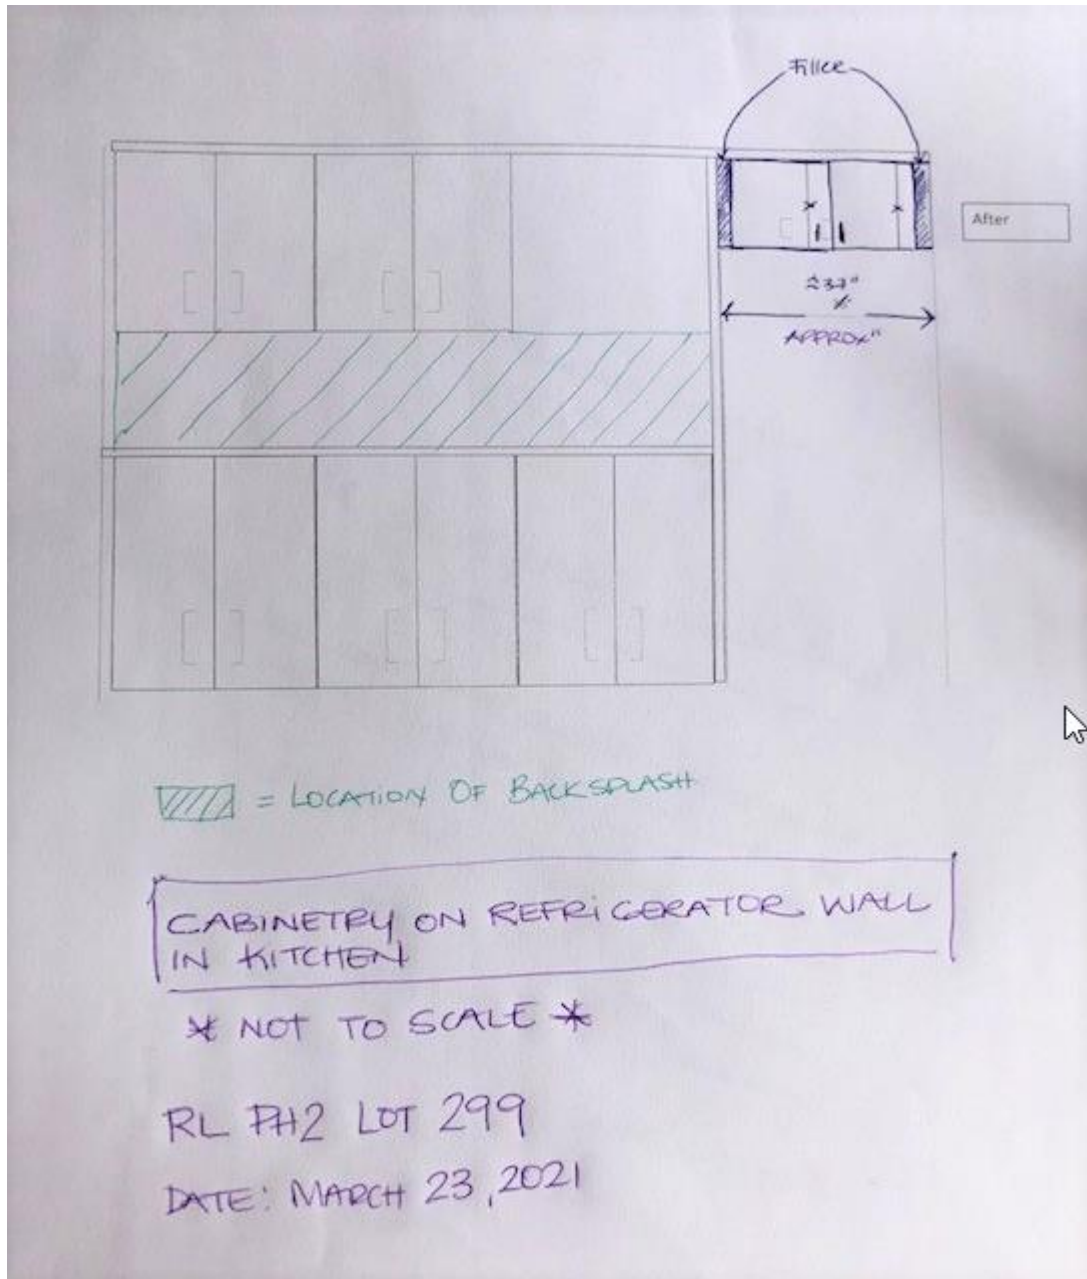 Filler
After
≈37"
APPROX"
= LOCATION OF BACKSPLASH
CABINETRY ON REFRIGERATOR WALL
IN KITCHEN
* NOT TO SCALE *
RL PH2 LOT 299
DATE: MARCH 23, 2021